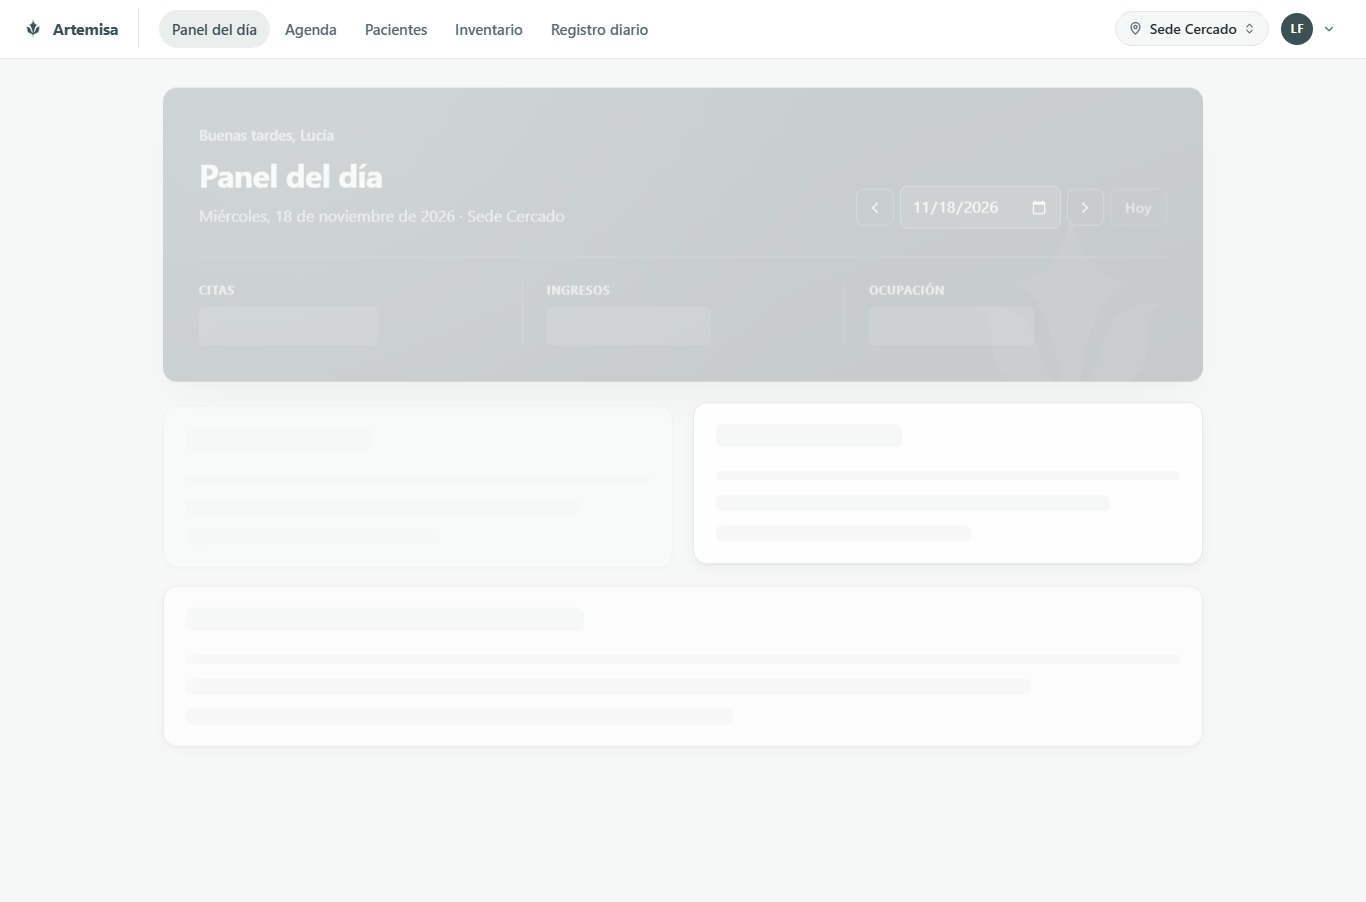 Artemisa
Panel del día
Agenda
Pacientes
Inventario
Registro diario
Sede Cercado
LF
Buenas tardes, Lucía
Panel del día
Miércoles, 18 de noviembre de 2026 · Sede Cercado
11/18/2026
Hoy
CITAS
INGRESOS
OCUPACIÓN